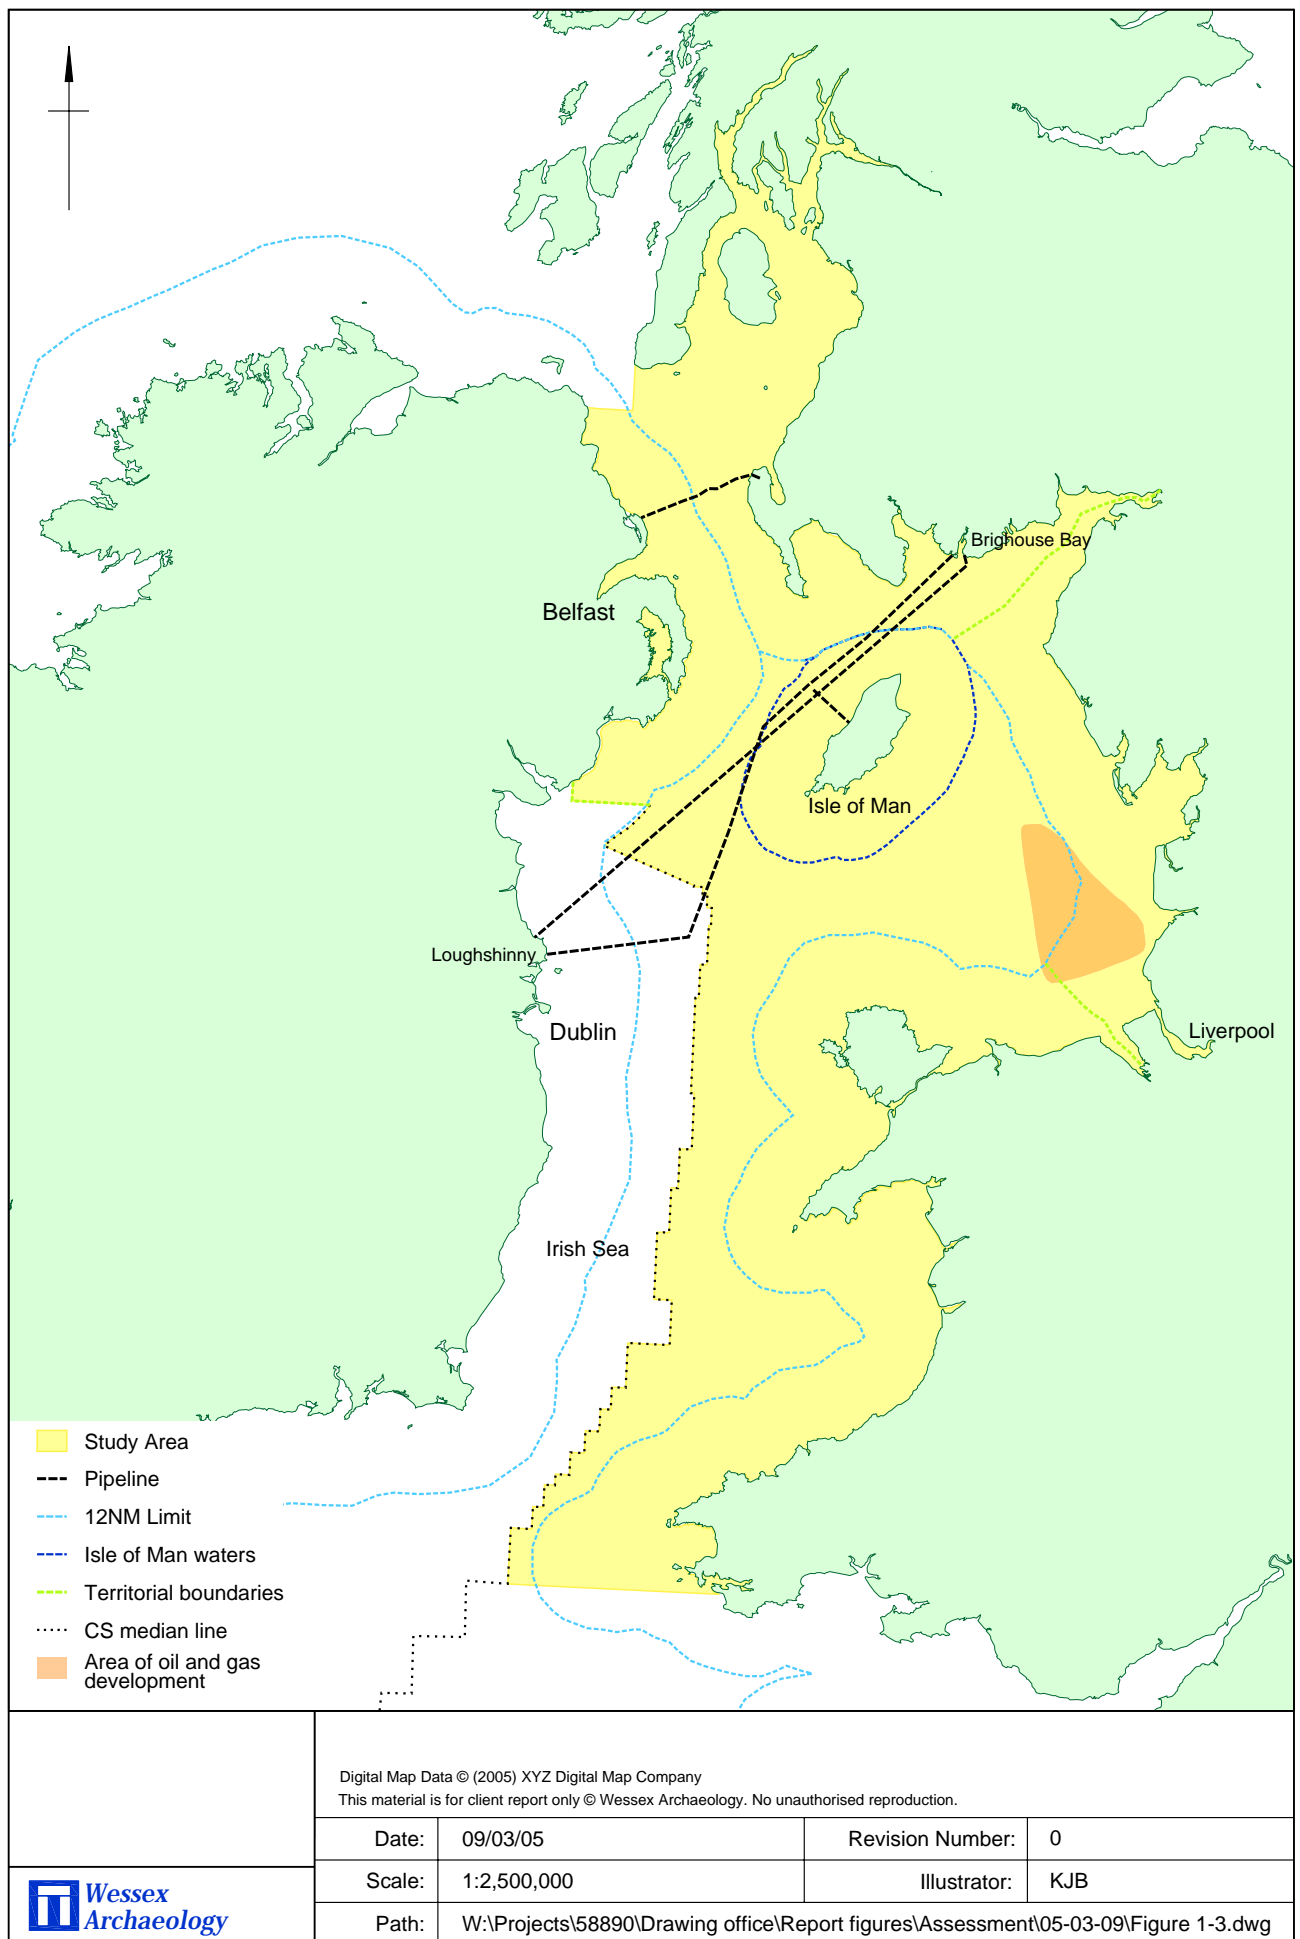 Brighouse Bay
Belfast
Isle of Man
Loughshinny
Dublin
Liverpool
Irish Sea
Study Area
Pipeline
12NM Limit
Isle of Man waters
Territorial boundaries
CS median line
Area of oil and gas
development
Digital Map Data © (2005) XYZ Digital Map Company
This material is for client report only © Wessex Archaeology. No unauthorised reproduction.
Date: 09/03/05 Revision Number: 0
Scale: 1:2,500,000 Illustrator: KJB
Path: W:\Projects\58890\Drawing office\Report figures\Assessment\05-03-09\Figure 1-3.dwg
Wessex
Archaeology